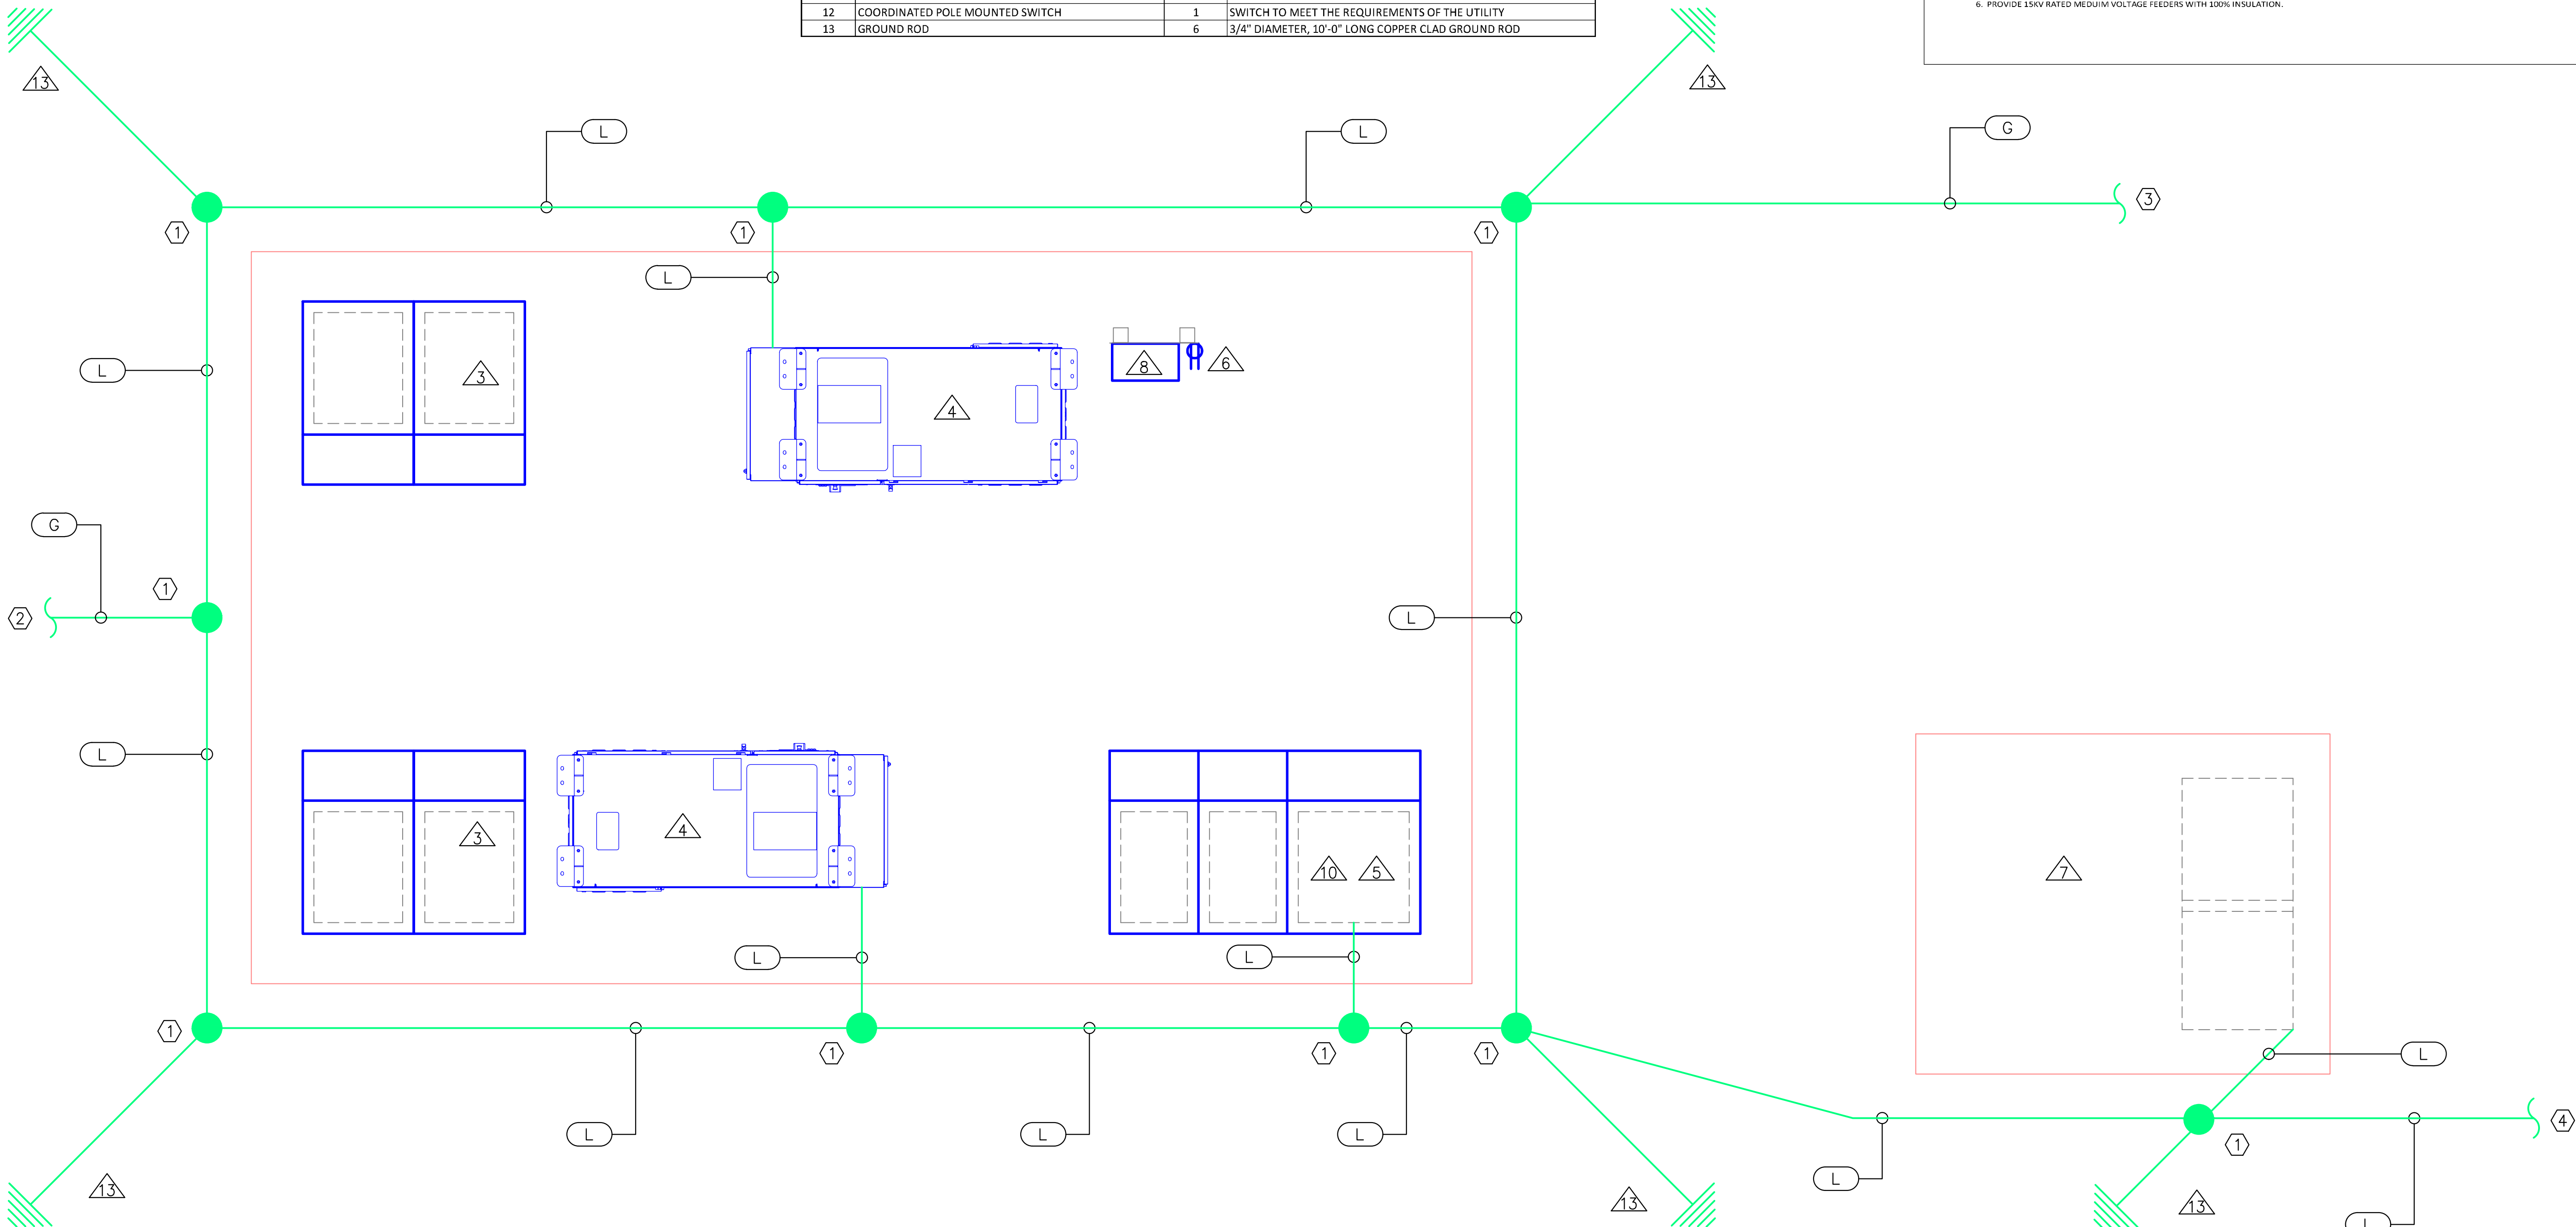 12 COORDINATED POLE MOUNTED SWITCH 1 SWITCH TO MEET THE REQUIREMENTS OF THE UTILITY
13 GROUND ROD 6 3/4" DIAMETER, 10'-0" LONG COPPER CLAD GROUND ROD
6. PROVIDE 15KV RATED MEDUIM VOLTAGE FEEDERS WITH 100% INSULATION.
13
13
L
L
G
3
1
1
1
L
L
3
4
8
6
G
1
2
L
L
3
4
10
5
7
L
L
1
1
1
1
L
L
L
L
4
1
L
13
13
13
L